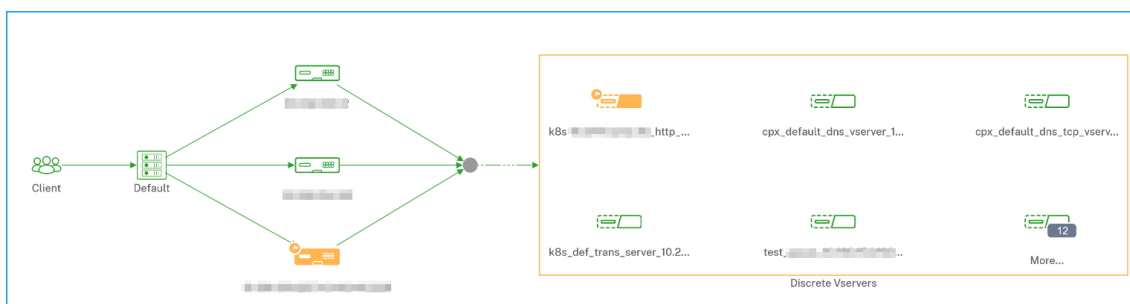 Client
Default
k8s
_http_...
cpx_default_dns_vserver_1...
cpx_default_dns_tcp_vserv...
k8s_def_trans_server_10.2...
test_
...
12
More...
Discrete Vservers